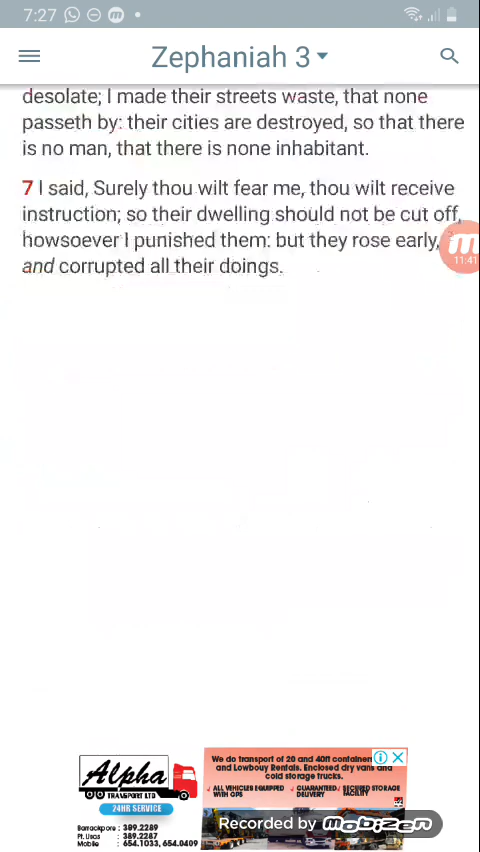 7:27
Zephaniah 3
desolate; I made their streets waste, that none
passeth by: their cities are destroyed, so that there
is no man, that there is none inhabitant.
7 I said, Surely thou wilt fear me, thou wilt receive
instruction; so their dwelling should not be cut off,
howsoever I punished them: but they rose early,
and corrupted all their doings.
11:41
Alpha
TRANSPORT LTD
24HR SERVICE
Barrackpore : 389.2289
Pt. Lisas : 389.2287
Mobile : 654.1033, 654.0409
We do transport of 20 and 40ft containers
and Lowbouy Rentals. Enclosed dry vans and
cold storage trucks.
ALL VEHICLES EQUIPPED WITH GPS
GUARANTEED DELIVERY
SECURED STORAGE FACILITY
Recorded by mobizen